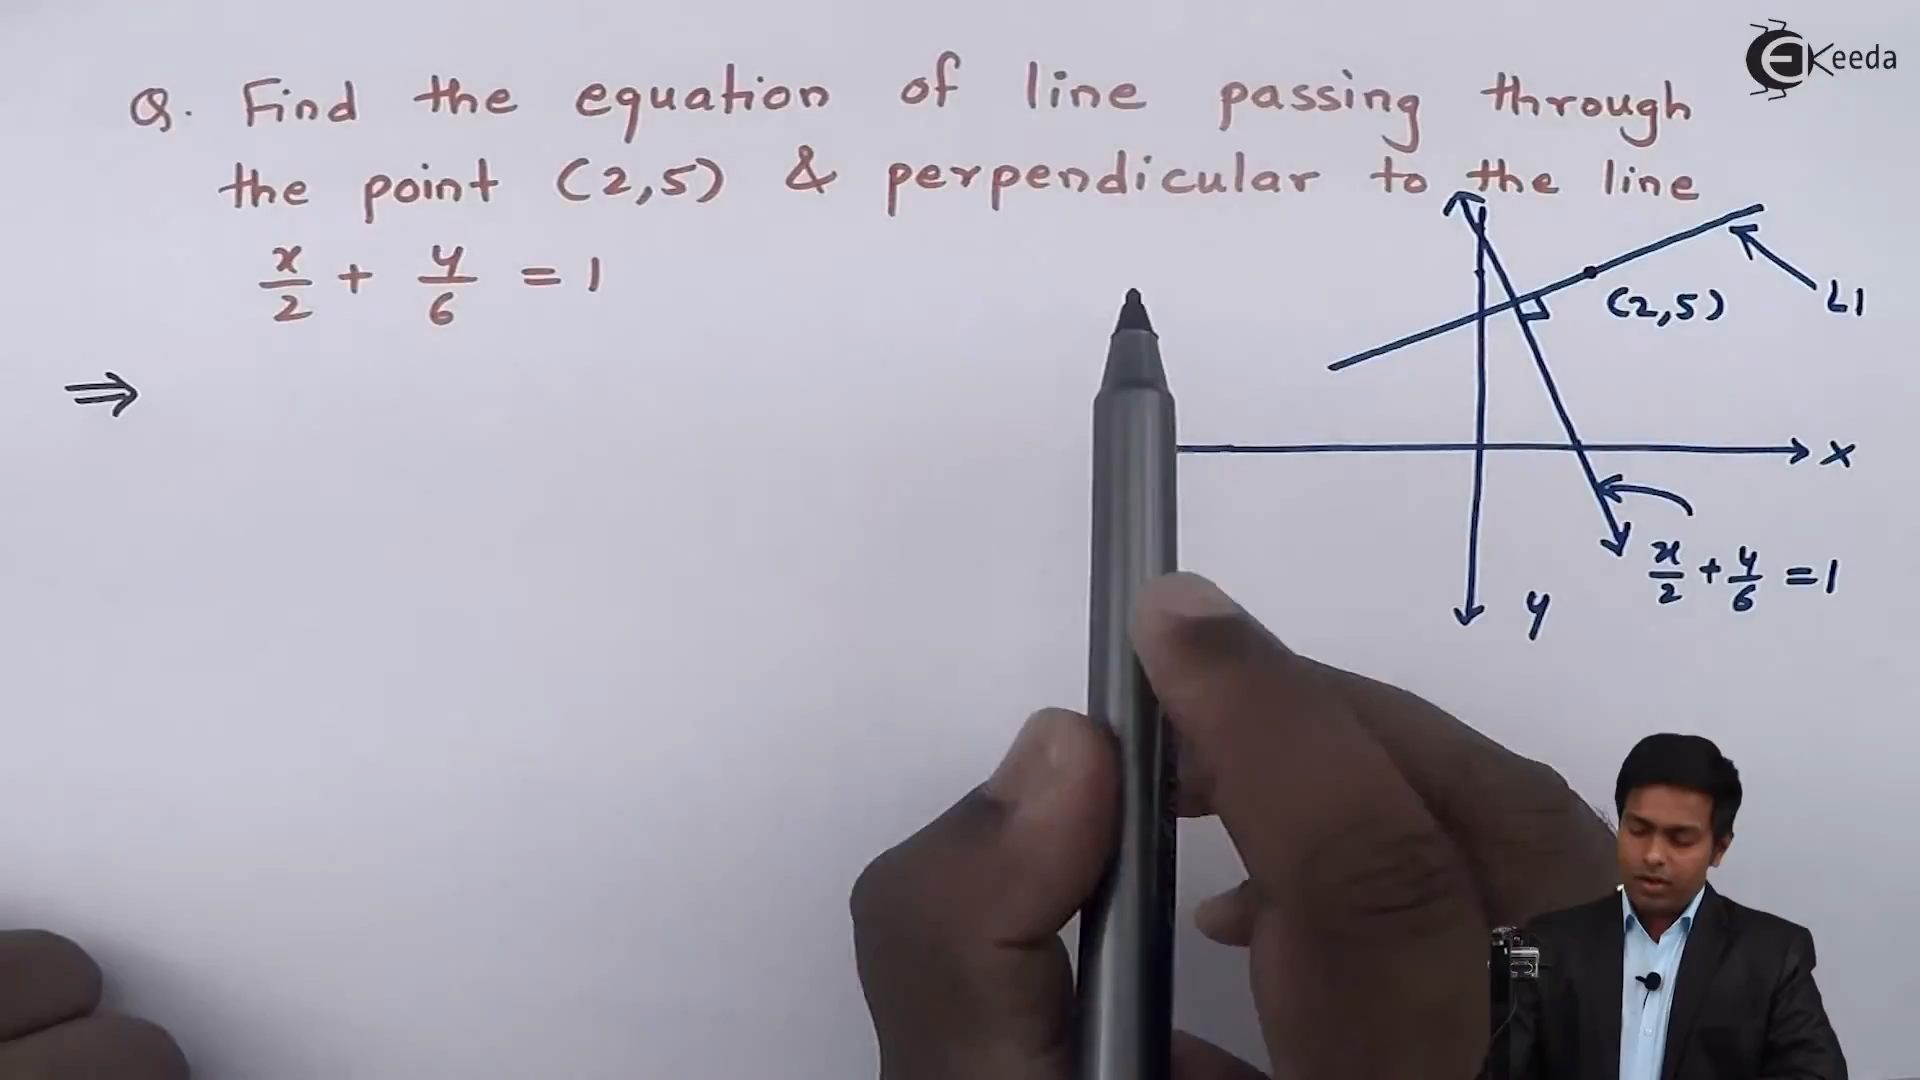 Q. Find the equation of line passing through
the point (2,5) & perpendicular to the line
x/2 + y/6 = 1
⇒
(2,5)
L1
x
x/2 + y/6 = 1
y
EKeeda